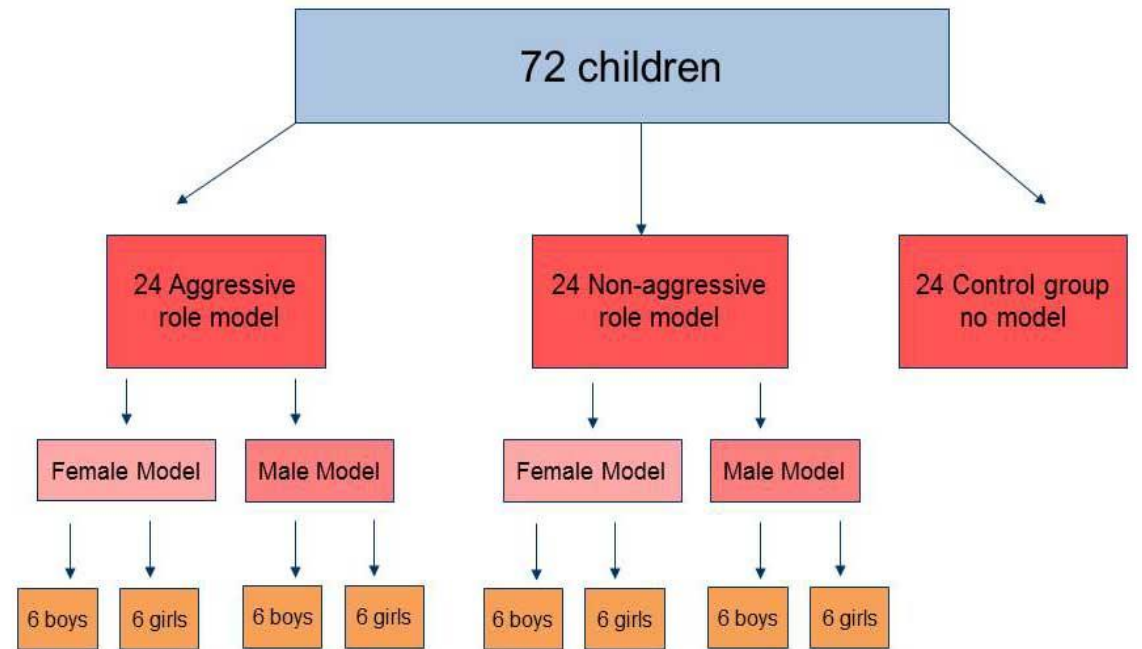 72 children
24 Aggressive
role model
24 Non-aggressive
role model
24 Control group
no model
Female Model
Male Model
Female Model
Male Model
6 boys
6 girls
6 boys
6 girls
6 boys
6 girls
6 boys
6 girls